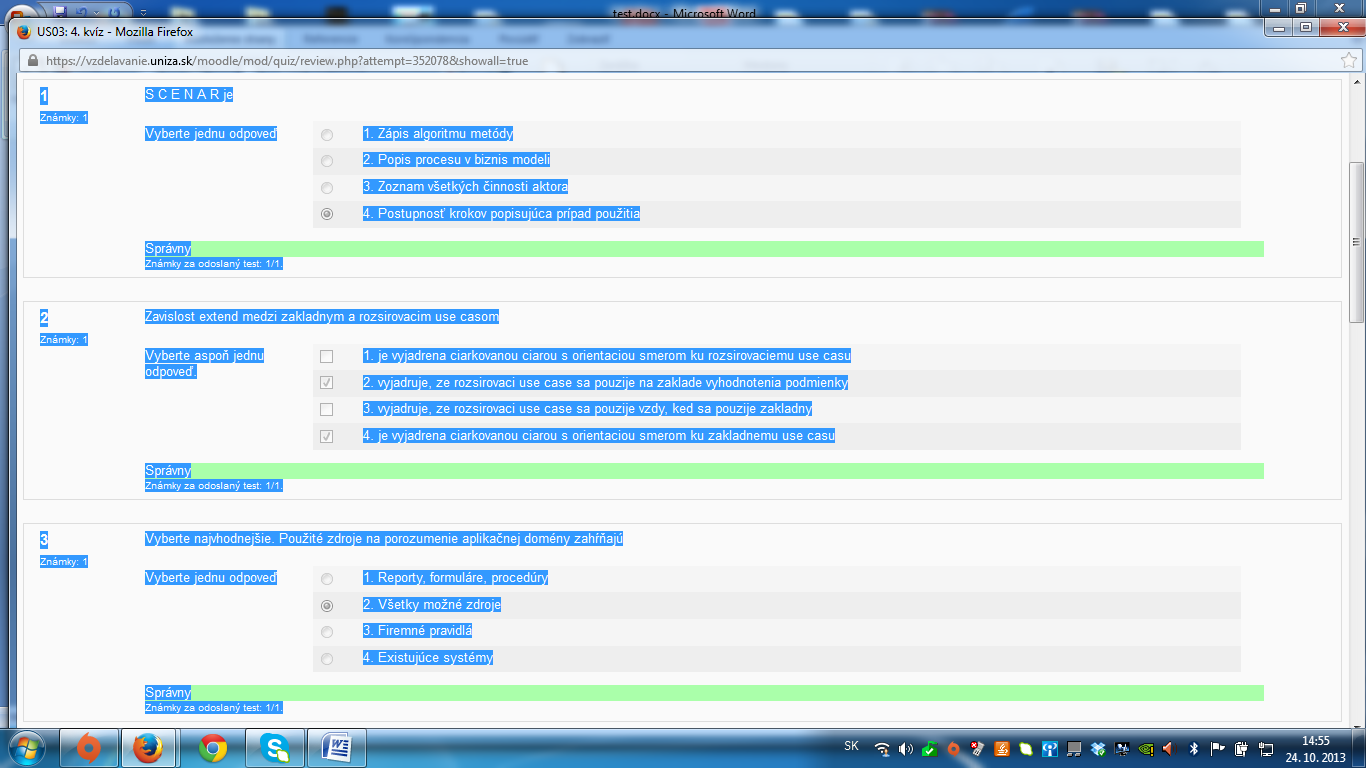 test.docx - Microsoft Word
US03: 4. kvíz - Mozilla Firefox
https://vzdelavanie.uniza.sk/moodle/mod/quiz/review.php?attempt=352078&showall=true
1
S C E N A R je
Známky: 1
Vyberte jednu odpoveď
1. Zápis algoritmu metódy
2. Popis procesu v biznis modeli
3. Zoznam všetkých činnosti aktora
4. Postupnosť krokov popisujúca prípad použitia
Správny
Známky za odoslaný test: 1/1.
2
Zavislost extend medzi zakladnym a rozsirovacim use casom
Známky: 1
Vyberte aspoň jednu
odpoveď.
1. je vyjadrena ciarkovanou ciarou s orientaciou smerom ku rozsirovaciemu use casu
2. vyjadruje, ze rozsirovaci use case sa pouzije na zaklade vyhodnotenia podmienky
3. vyjadruje, ze rozsirovaci use case sa pouzije vzdy, ked sa pouzije zakladny
4. je vyjadrena ciarkovanou ciarou s orientaciou smerom ku zakladnemu use casu
Správny
Známky za odoslaný test: 1/1.
3
Vyberte najvhodnejšie. Použité zdroje na porozumenie aplikačnej domény zahŕňajú
Známky: 1
Vyberte jednu odpoveď
1. Reporty, formuláre, procedúry
2. Všetky možné zdroje
3. Firemné pravidlá
4. Existujúce systémy
Správny
Známky za odoslaný test: 1/1.
SK
14:55
24. 10. 2013